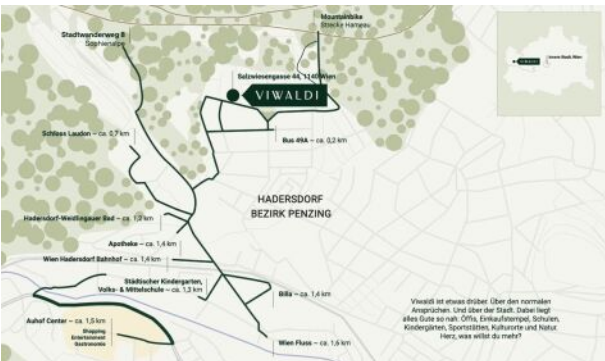 Stadtwanderweg 8
Sophienalpe
Mountainbike
Strecke Hameau
Salzwiesengasse 44, 1140 Wien
VIWALDI
VIWALDI
Innere Stadt, Wien
Schloss Laudon – ca. 0,7 km
Bus 49A – ca. 0,2 km
HADERSDORF
BEZIRK PENZING
Hadersdorf-Weidlingauer Bad – ca. 1,2 km
Apotheke – ca. 1,4 km
Wien Hadersdorf Bahnhof – ca. 1,4 km
Städtischer Kindergarten,
Volks- & Mittelschule – ca. 1,2 km
Billa – ca. 1,4 km
Auhof Center – ca. 1,5 km
Shopping
Entertainment
Gastronomie
Wien Fluss – ca. 1,6 km
Viwaldi ist etwas drüber. Über den normalen
Ansprüchen. Und über der Stadt. Dabei liegt
alles Gute so nah: Öffis, Einkaufstempel, Schulen,
Kindergärten, Sportstätten, Kulturorte und Natur.
Herz, was willst du mehr?